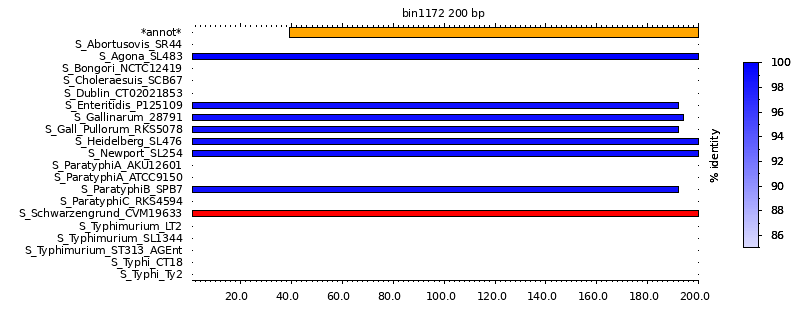 bin1172 200 bp
*annot*
S_Abortusovis_SR44
S_Agona_SL483
S_Bongori_NCTC12419
S_Choleraesuis_SCB67
S_Dublin_CT02021853
S_Enteritidis_P125109
S_Gallinarum_28791
S_Gall_Pullorum_RKS5078
S_Heidelberg_SL476
S_Newport_SL254
S_ParatyphiA_AKU12601
S_ParatyphiA_ATCC9150
S_ParatyphiB_SPB7
S_ParatyphiC_RKS4594
S_Schwarzengrund_CVM19633
S_Typhimurium_LT2
S_Typhimurium_SL1344
S_Typhimurium_ST313_AGEnt
S_Typhi_CT18
S_Typhi_Ty2
20.0 40.0 60.0 80.0 100.0 120.0 140.0 160.0 180.0 200.0
% identity
100
98
96
94
92
90
88
86